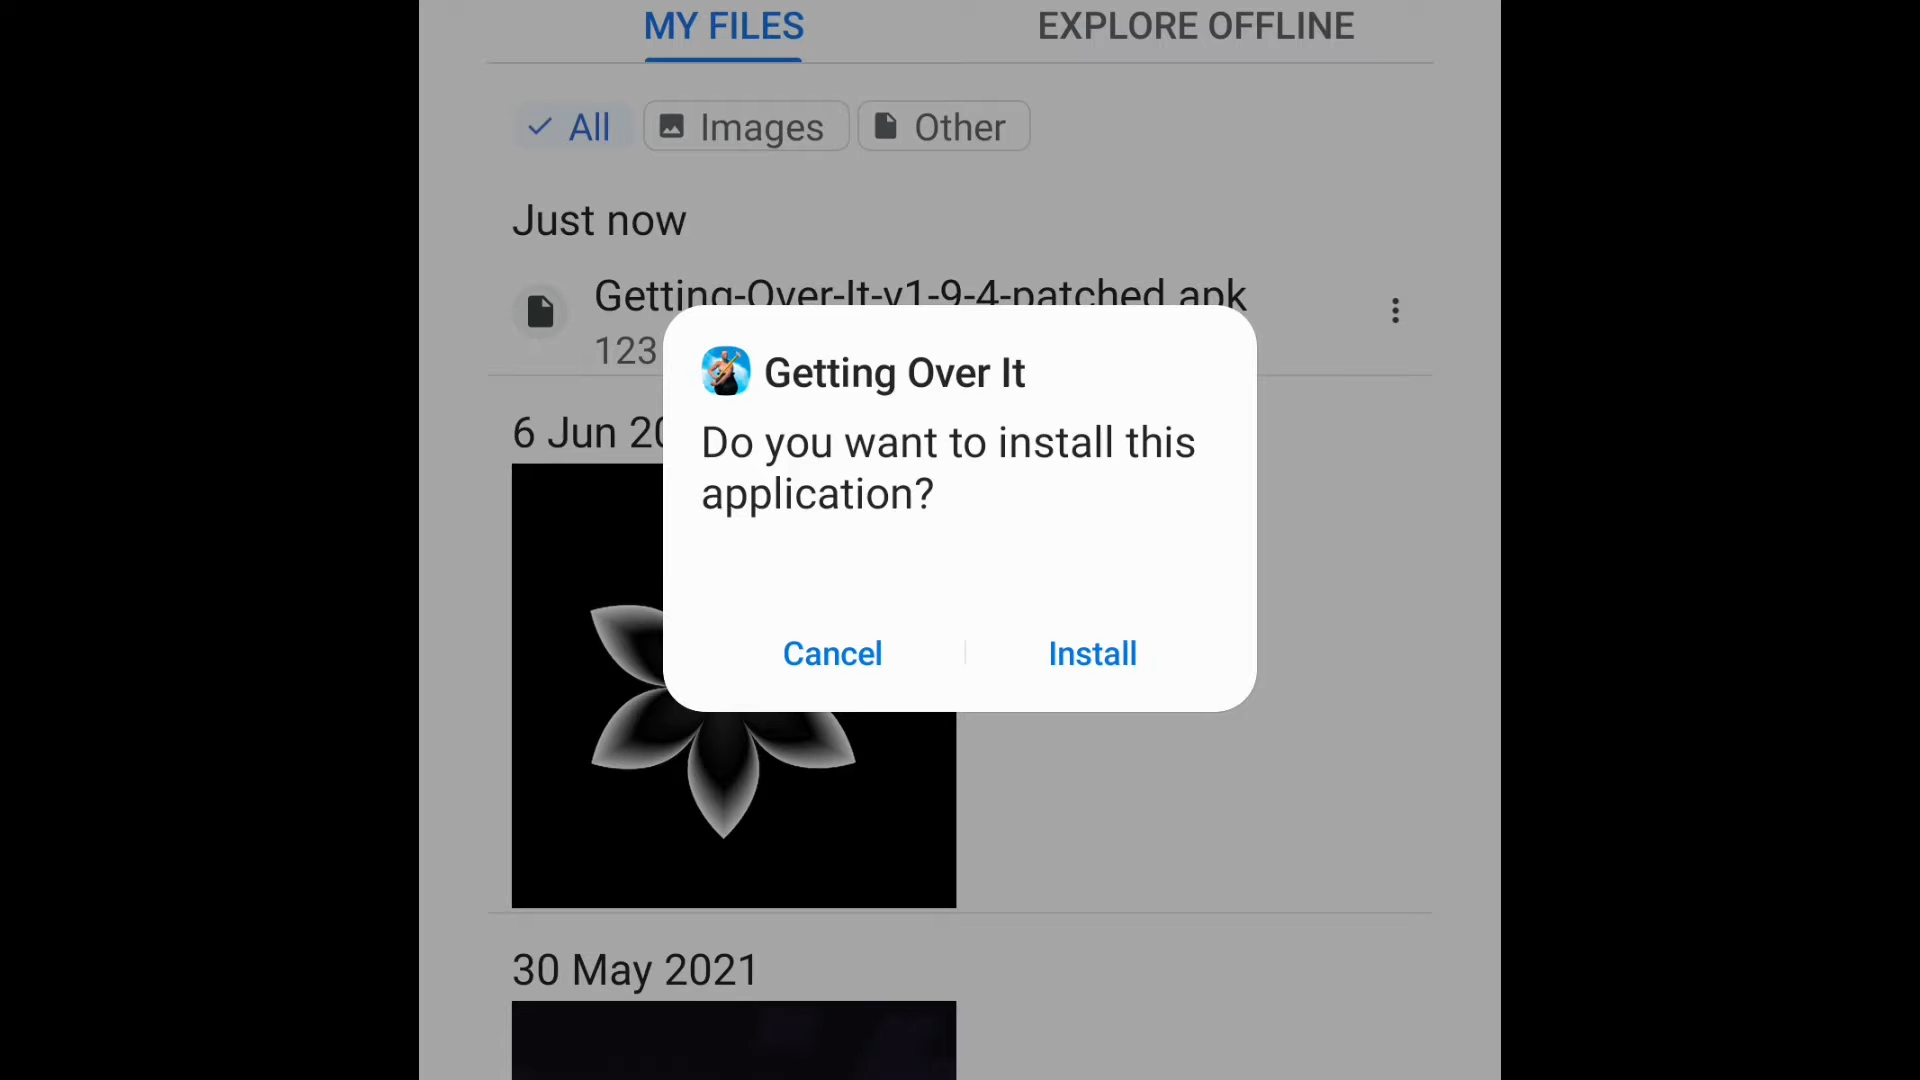 MY FILES
EXPLORE OFFLINE
All
Images
Other
Just now
Getting-Over-It-v1-9-4-patched.apk
123
Getting Over It
6 Jun 20
Do you want to install this
application?
Cancel
Install
30 May 2021